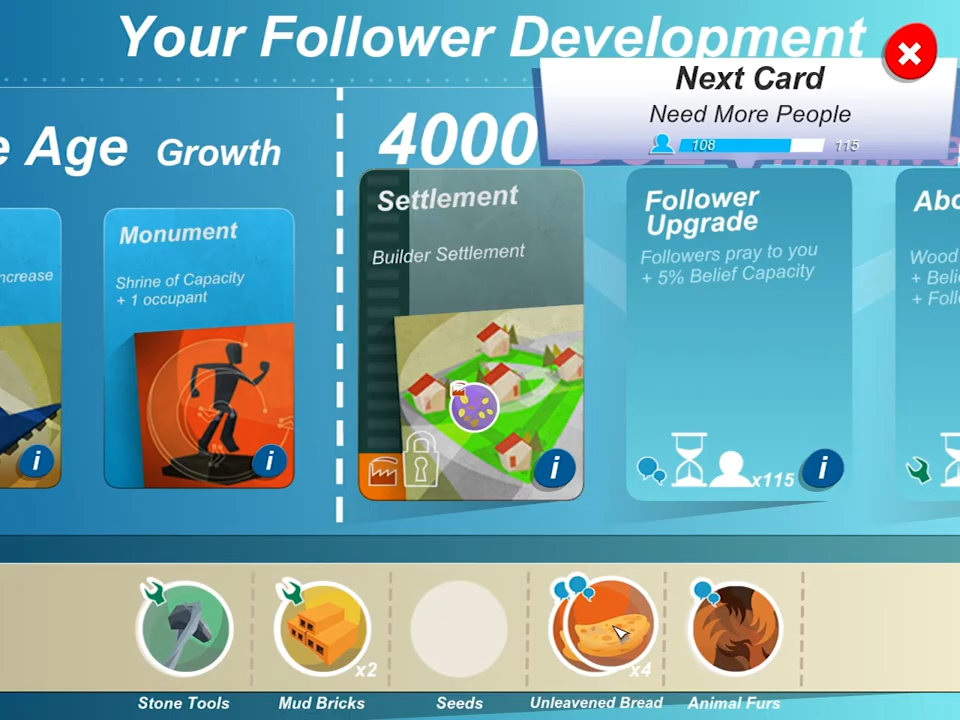 Your Follower Development
Next Card
Need More People
108
115
e Age Growth
4000
Settlement
Builder Settlement
Monument
Shrine of Capacity
+ 1 occupant
ncrease
Follower
Upgrade
Followers pray to you
+ 5% Belief Capacity
x115
Abo
Wood
+ Beli
+ Foll
i
i
i
i
x2
x4
Stone Tools
Mud Bricks
Seeds
Unleavened Bread
Animal Furs